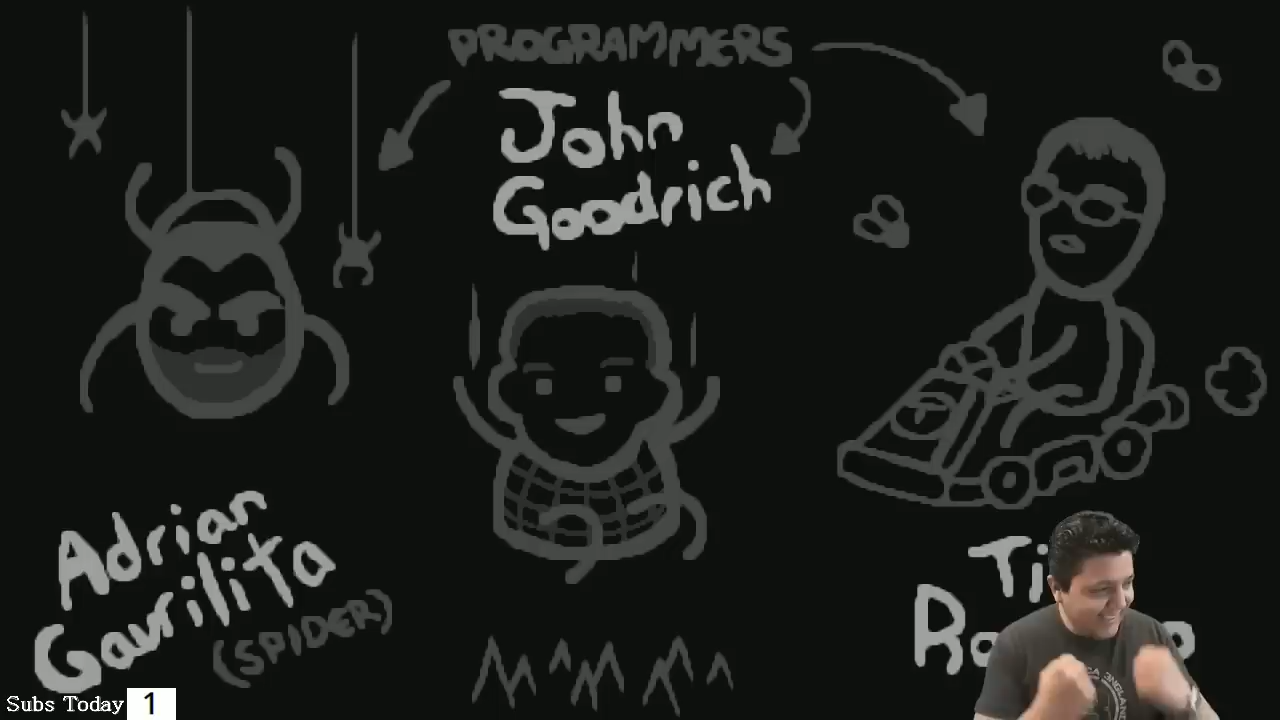 PROGRAMMERS
John
Goodrich
Adrian
Gavrilita
(SPIDER)
Subs Today 1